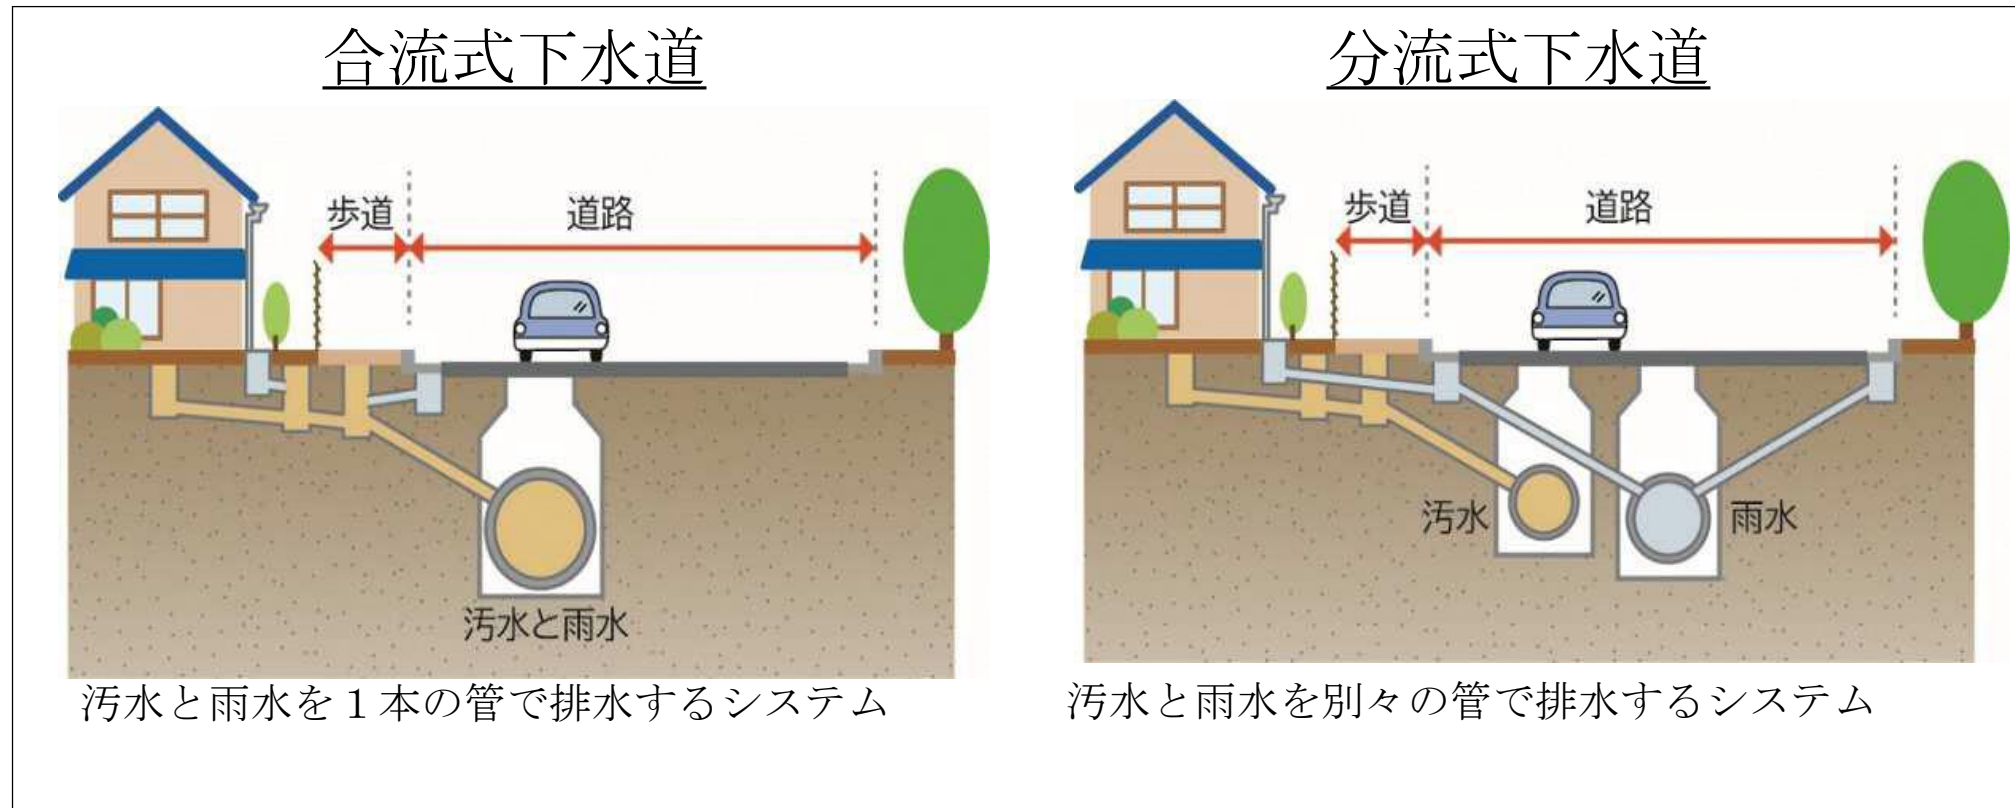 合流式下水道
歩道
道路
汚水と雨水
汚水と雨水を１本の管で排水するシステム
分流式下水道
歩道
道路
汚水
雨水
汚水と雨水を別々の管で排水するシステム